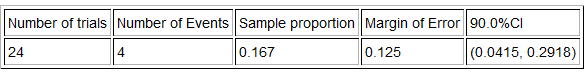 Number of trials Number of Events Sample proportion Margin of Error 90.0%CI
24 4 0.167 0.125 (0.0415, 0.2918)